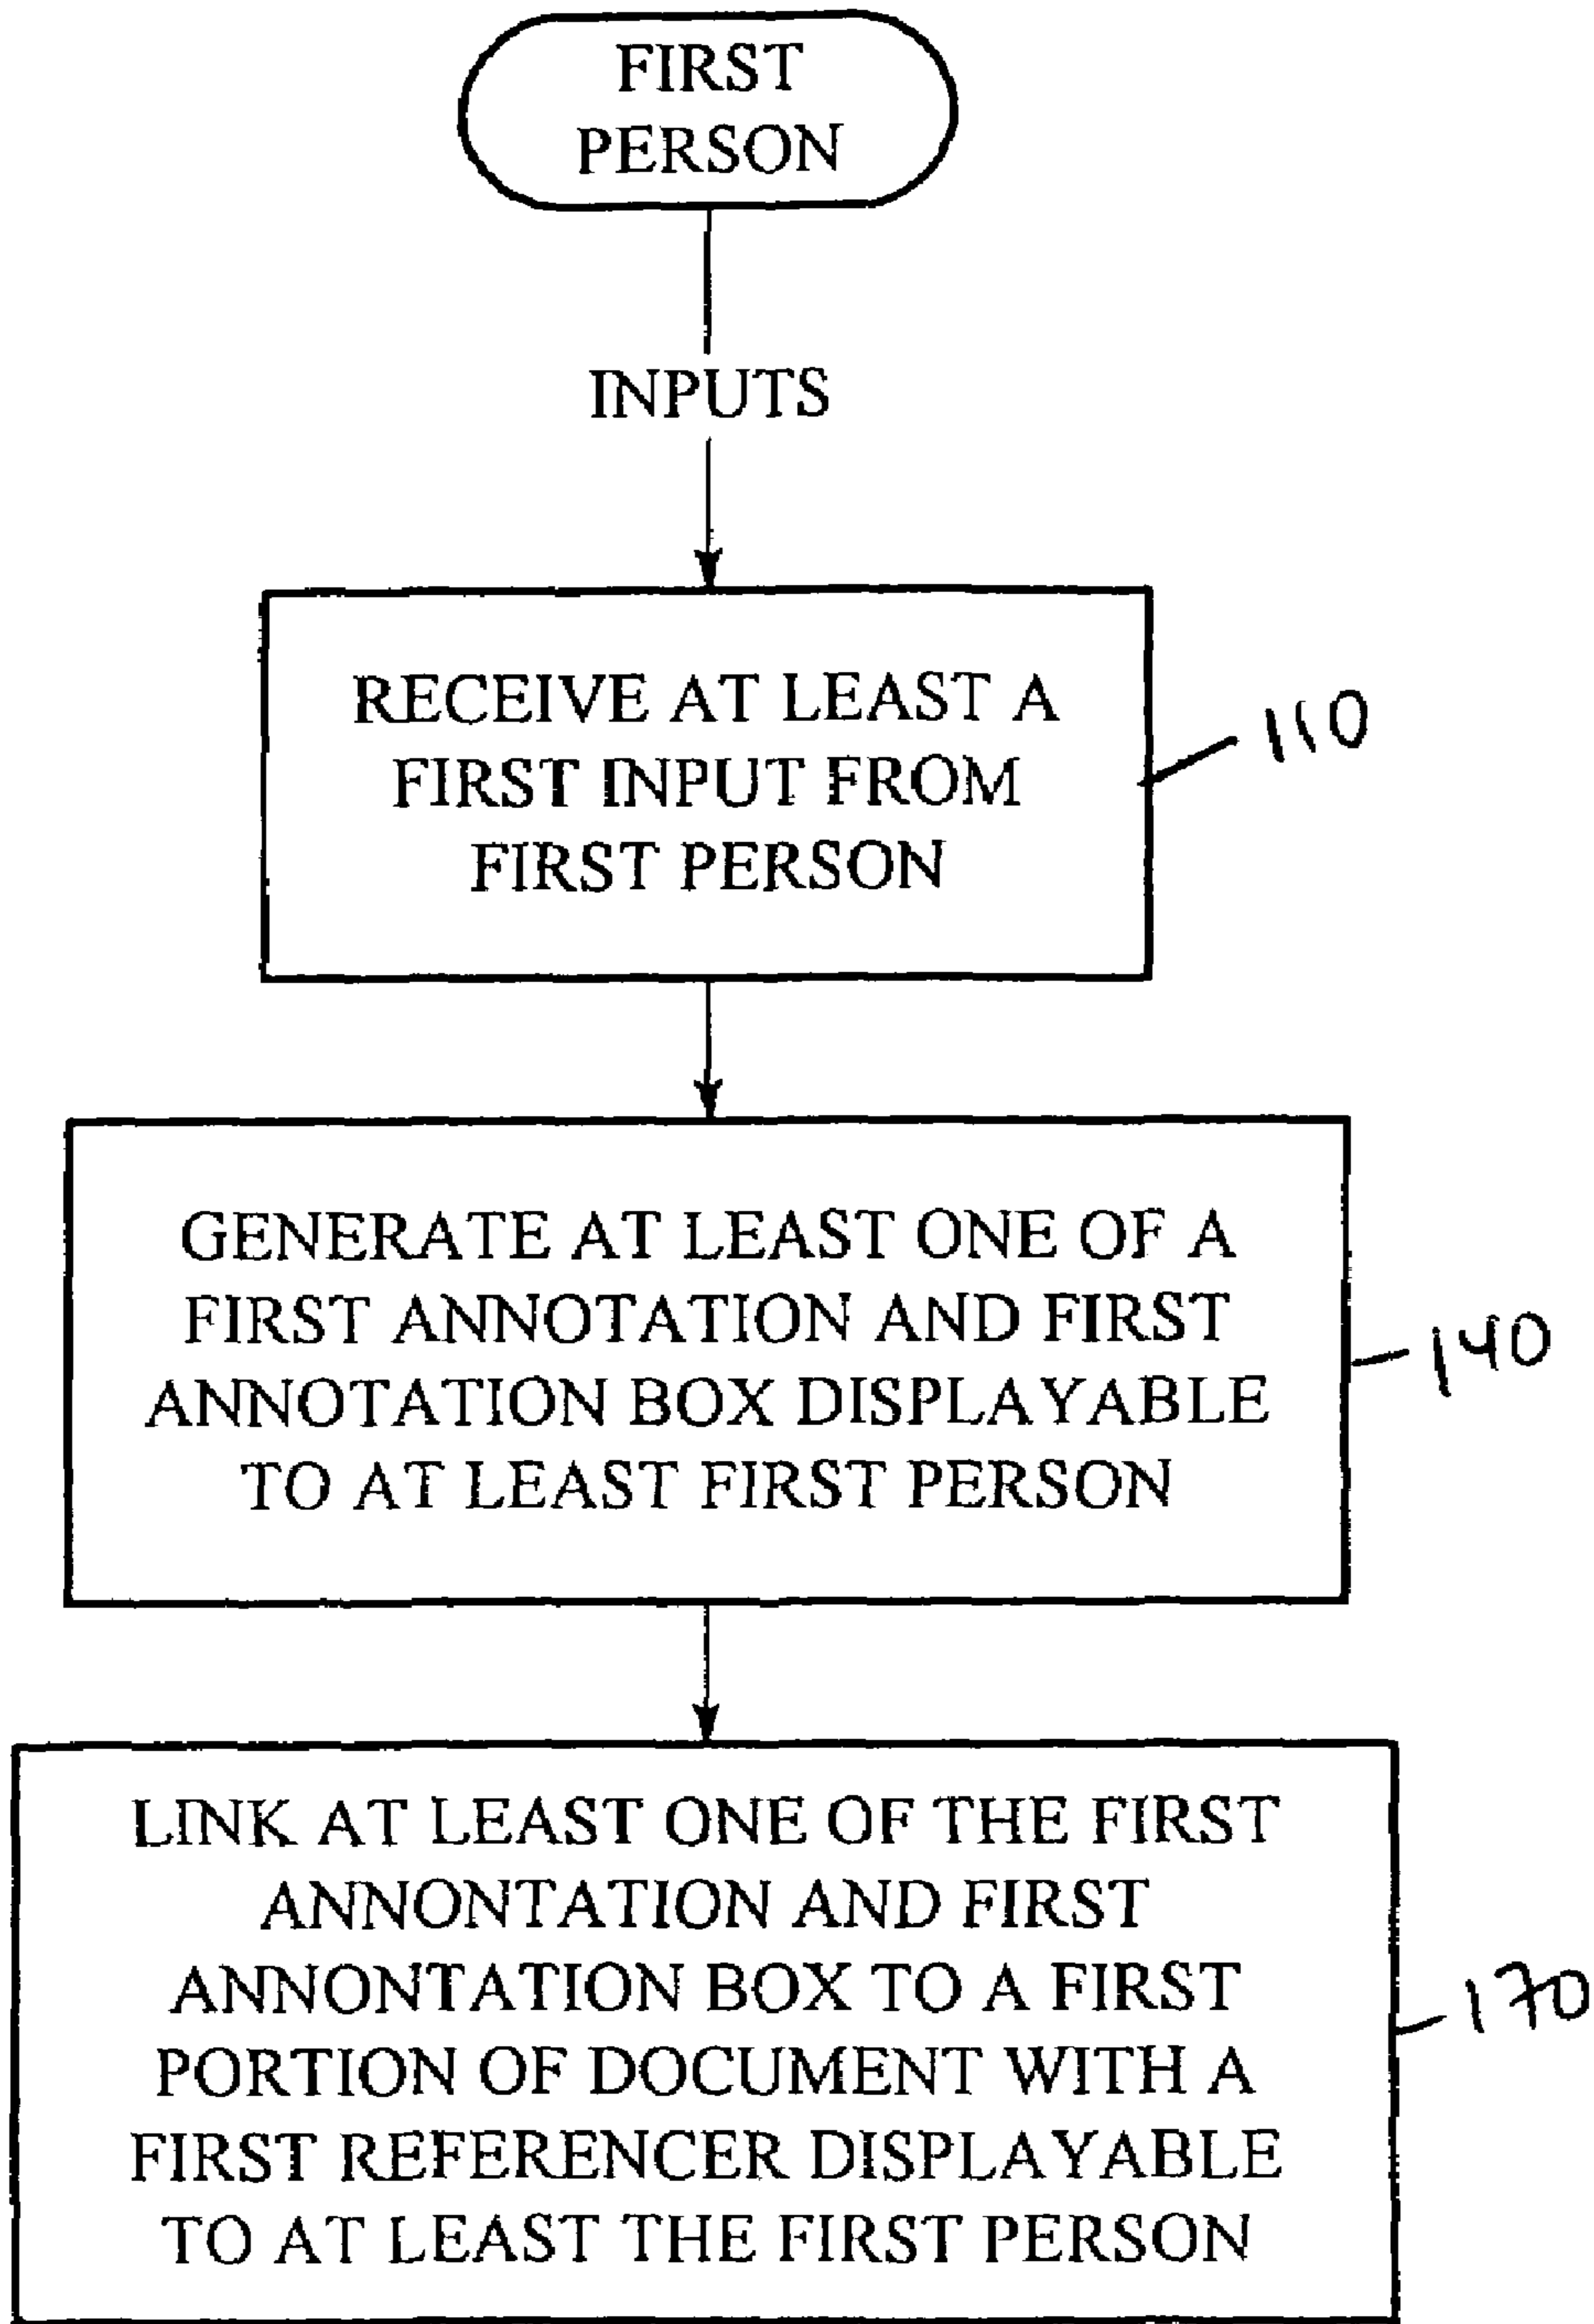 FIRST
PERSON
INPUTS
RECEIVE AT LEAST A
FIRST INPUT FROM
FIRST PERSON
110
GENERATE AT LEAST ONE OF A
FIRST ANNOTATION AND FIRST
ANNOTATION BOX DISPLAYABLE
TO AT LEAST FIRST PERSON
140
LINK AT LEAST ONE OF THE FIRST
ANNONTATION AND FIRST
ANNONTATION BOX TO A FIRST
PORTION OF DOCUMENT WITH A
FIRST REFERENCER DISPLAYABLE
TO AT LEAST THE FIRST PERSON
170